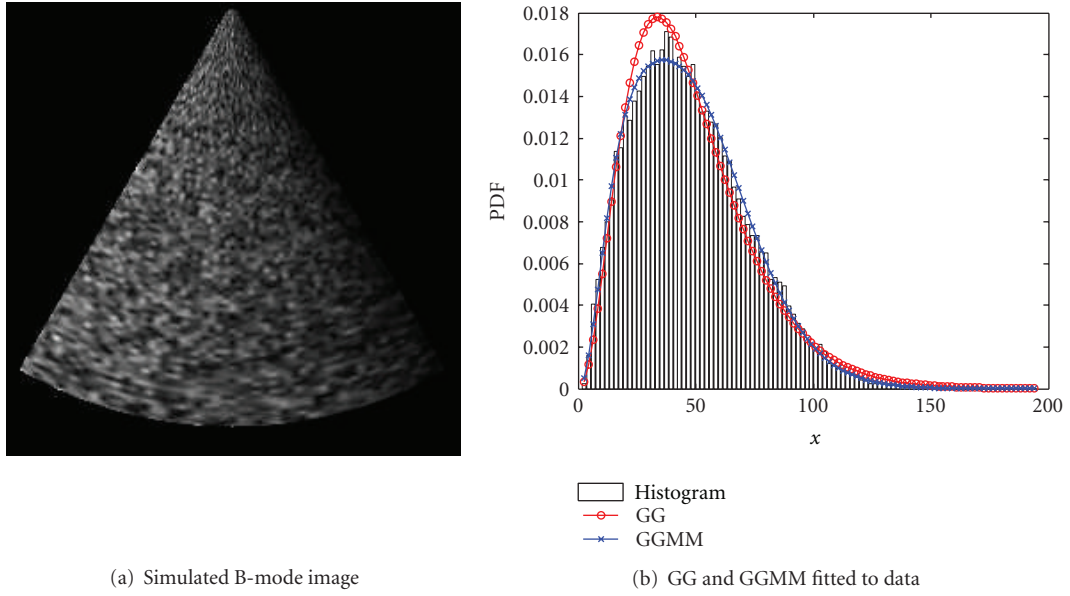 0.018
0.016
0.014
0.012
0.01
0.008
0.006
0.004
0.002
0
PDF
0 50 100 150 200
x
Histogram
GG
GGMM
(a) Simulated B-mode image
(b) GG and GGMM fitted to data